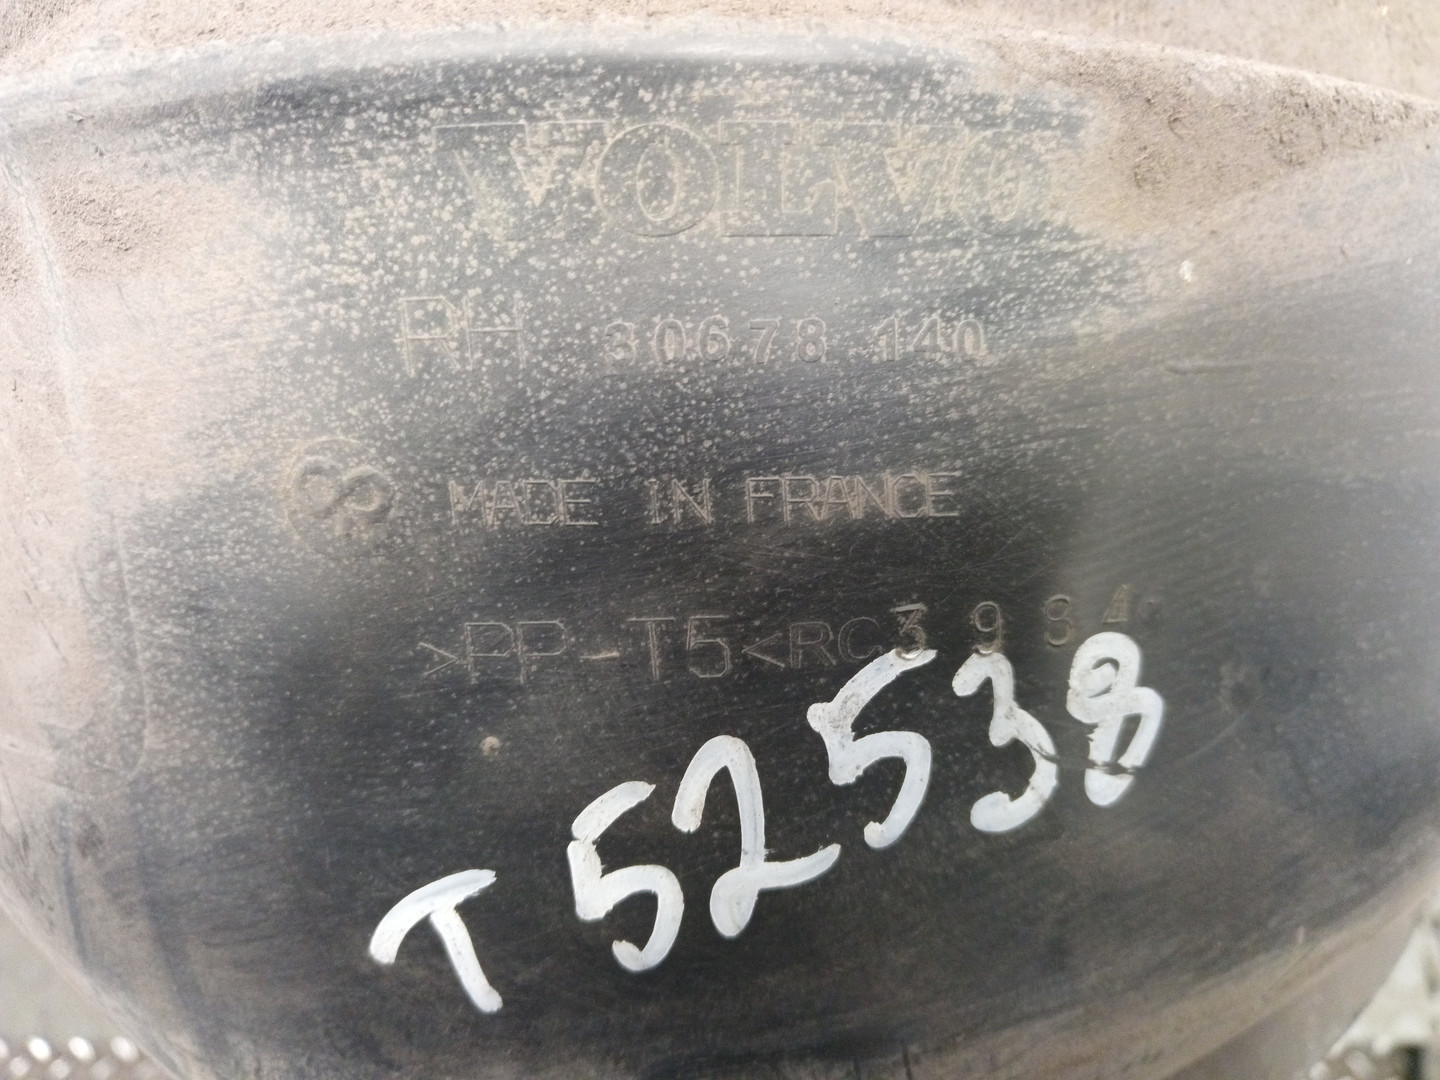 VOLVO
RH 30678 140
MADE IN FRANCE
>PP-T5<RC3984
T52538